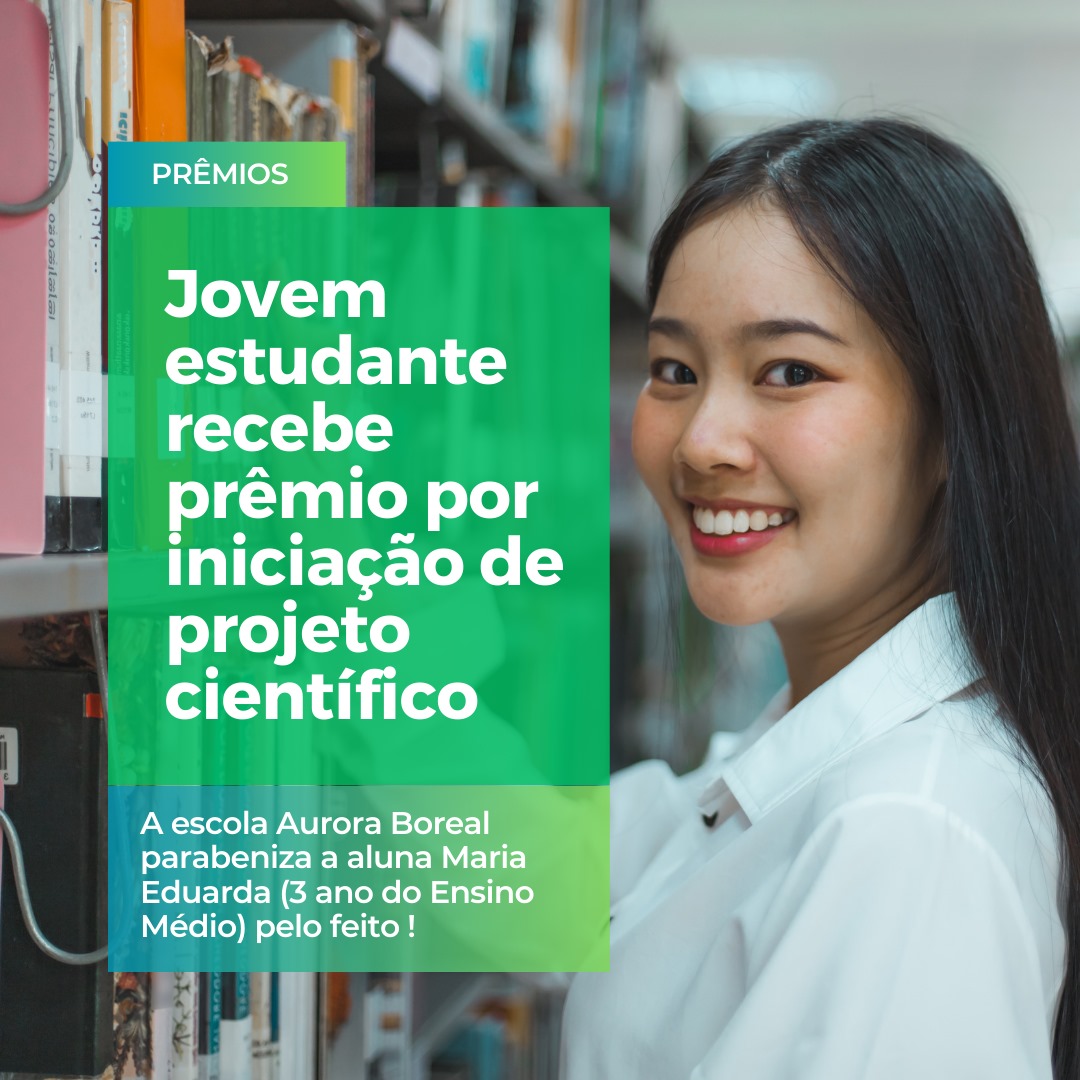 PRÊMIOS
Jovem
estudante
recebe
prêmio por
iniciação de
projeto
científico
A escola Aurora Boreal
parabeniza a aluna Maria
Eduarda (3 ano do Ensino
Médio) pelo feito !